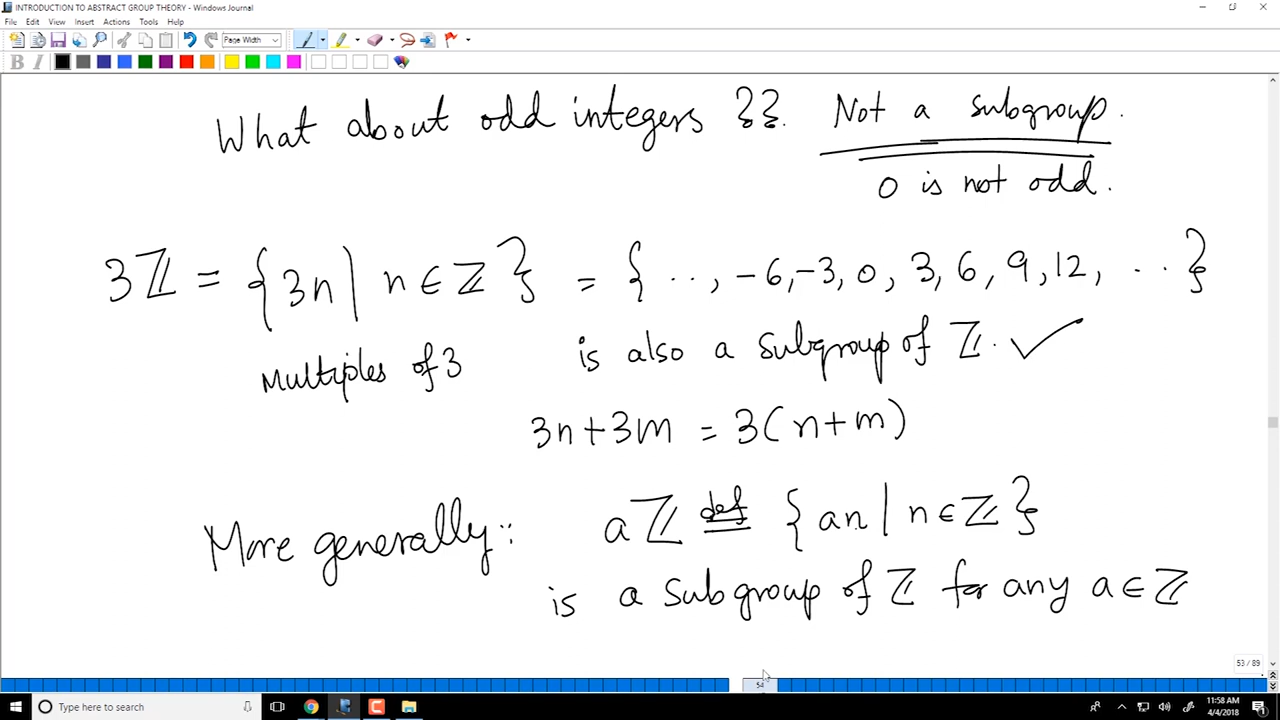 INTRODUCTION TO ABSTRACT GROUP THEORY - Windows Journal
File Edit View Insert Actions Tools Help
Page Width
B I
What about odd integers ??. Not a subgroup.
0 is not odd.
3ℤ = {3n | n ∈ ℤ} = {.., -6, -3, 0, 3, 6, 9, 12, ...}
Multiples of 3 is also a subgroup of ℤ. ✓
3n+3m = 3(n+m)
More generally:: aℤ def {an | n ∈ ℤ}
is a subgroup of ℤ for any a ∈ ℤ
53 / 89
54
Type here to search
11:58 AM
4/4/2018